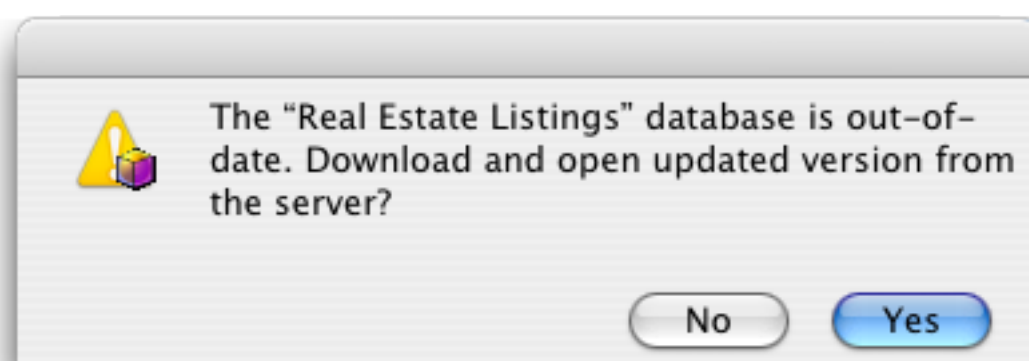 The “Real Estate Listings” database is out-of-
date. Download and open updated version from
the server?
No Yes